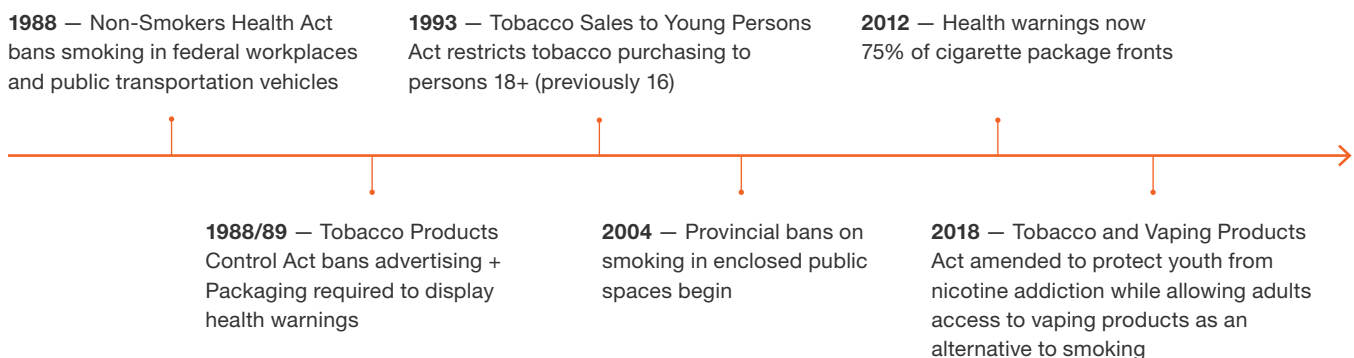 1988 — Non-Smokers Health Act
bans smoking in federal workplaces
and public transportation vehicles
1993 — Tobacco Sales to Young Persons
Act restricts tobacco purchasing to
persons 18+ (previously 16)
2012 — Health warnings now
75% of cigarette package fronts
1988/89 — Tobacco Products
Control Act bans advertising +
Packaging required to display
health warnings
2004 — Provincial bans on
smoking in enclosed public
spaces begin
2018 — Tobacco and Vaping Products
Act amended to protect youth from
nicotine addiction while allowing adults
access to vaping products as an
alternative to smoking